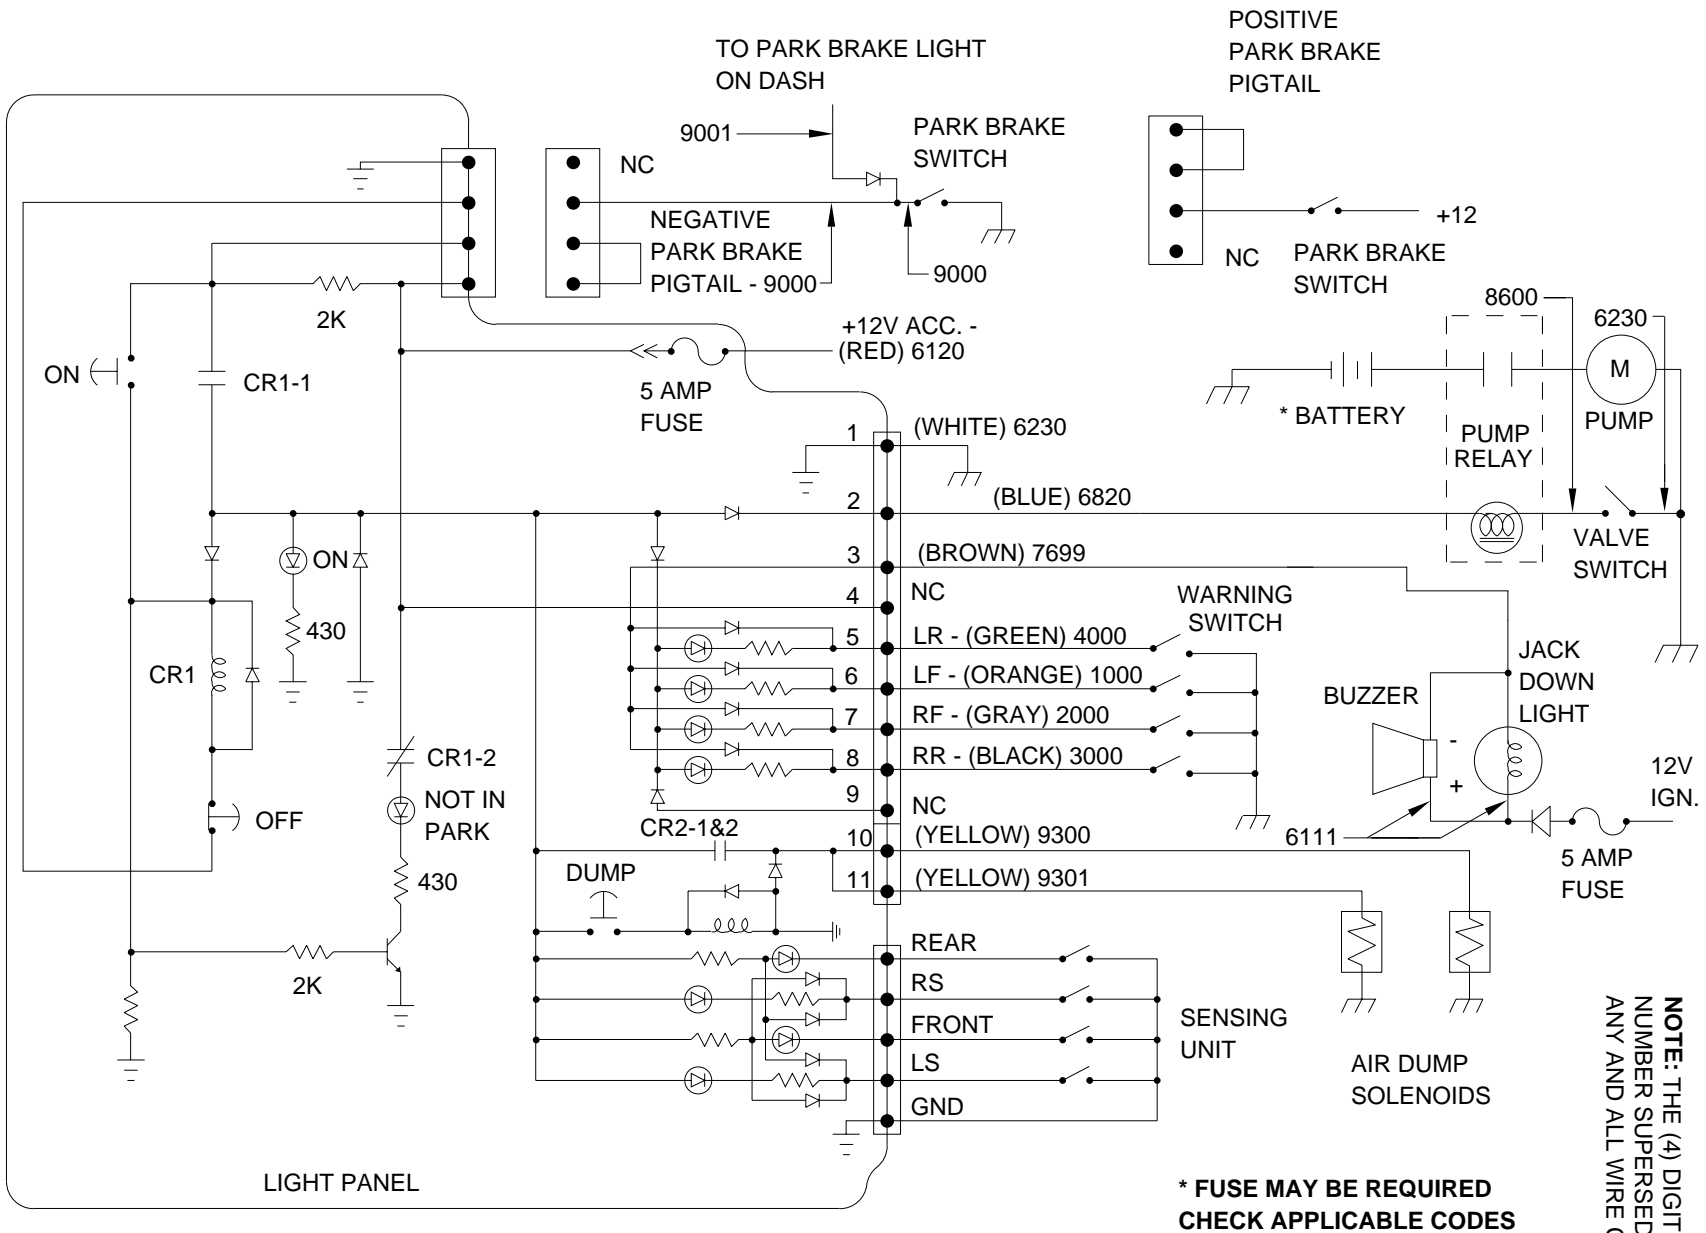 POSITIVE
PARK BRAKE
PIGTAIL
TO PARK BRAKE LIGHT
ON DASH
9001
PARK BRAKE
SWITCH
NC
NEGATIVE
PARK BRAKE
PIGTAIL - 9000
9000
+12
NC
PARK BRAKE
SWITCH
2K
+12V ACC. -
(RED) 6120
5 AMP
FUSE
ON
CR1-1
8600
6230
M
* BATTERY
PUMP
RELAY
PUMP
1
(WHITE) 6230
2
(BLUE) 6820
VALVE
SWITCH
3
(BROWN) 7699
4
NC
WARNING
SWITCH
5
LR - (GREEN) 4000
6
LF - (ORANGE) 1000
7
RF - (GRAY) 2000
8
RR - (BLACK) 3000
9
NC
ON
430
CR1
CR1-2
NOT IN
PARK
OFF
430
2K
JACK
DOWN
LIGHT
BUZZER
-
+
12V
IGN.
6111
5 AMP
FUSE
CR2-1&2
10
(YELLOW) 9300
11
(YELLOW) 9301
DUMP
REAR
RS
FRONT
LS
GND
SENSING
UNIT
AIR DUMP
SOLENOIDS
LIGHT PANEL
* FUSE MAY BE REQUIRED
CHECK APPLICABLE CODES
NOTE: THE (4) DIGIT
NUMBER SUPERSED
ANY AND ALL WIRE